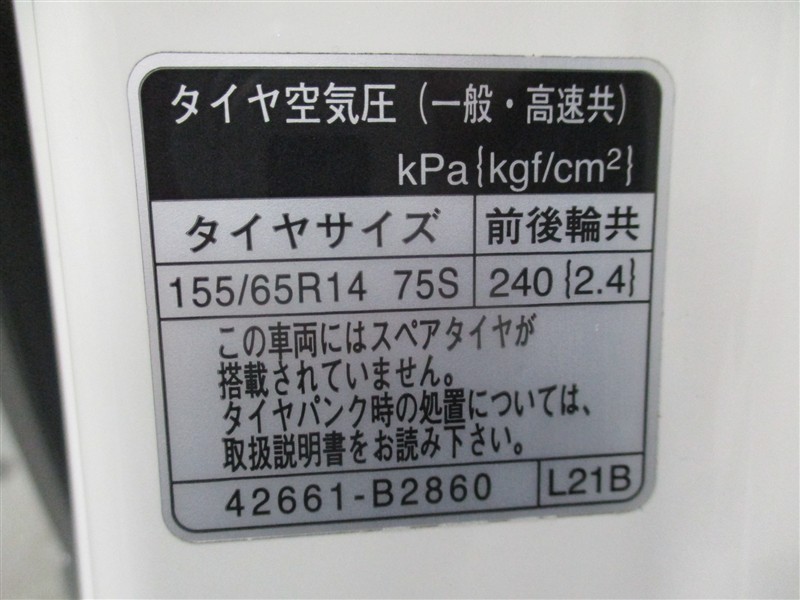 タイヤ空気圧（一般・高速共）
kPa{kgf/cm²}
タイヤサイズ 前後輪共
155/65R14 75S 240{2.4}
この車両にはスペアタイヤが
搭載されていません。
タイヤパンク時の処置については、
取扱説明書をお読み下さい。
42661-B2860 L21B